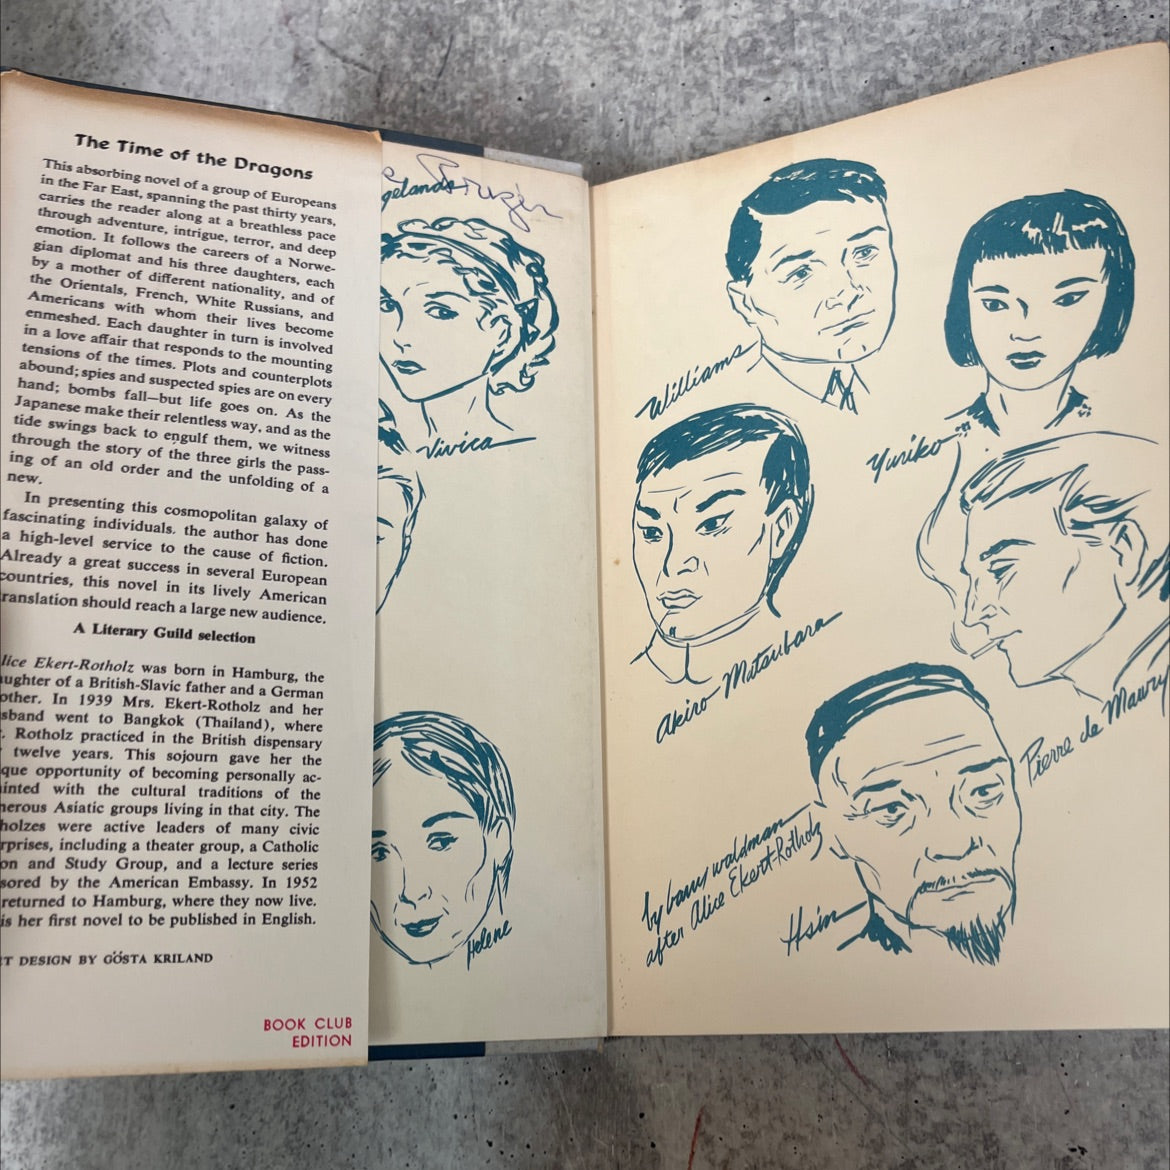 The Time of the Dragons
This absorbing novel of a group of Europeans
in the Far East, spanning the past thirty years,
carries the reader along at a breathless pace
through adventure, intrigue, terror, and deep
emotion. It follows the careers of a Norwe-
gian diplomat and his three daughters, each
by a mother of different nationality, and of
the Orientals, French, White Russians, and
Americans with whom their lives become
enmeshed. Each daughter in turn is involved
in a love affair that responds to the mounting
tensions of the times. Plots and counterplots
abound; spies and suspected spies are on every
hand; bombs fall—but life goes on. As the
Japanese make their relentless way, and as the
tide swings back to engulf them, we witness
through the story of the three girls the pass-
ing of an old order and the unfolding of a
new.
In presenting this cosmopolitan galaxy of
fascinating individuals. the author has done
a high-level service to the cause of fiction.
Already a great success in several European
countries, this novel in its lively American
ranslation should reach a large new audience.
A Literary Guild selection
lice Ekert-Rotholz was born in Hamburg, the
ughter of a British-Slavic father and a German
other. In 1939 Mrs. Ekert-Rotholz and her
sband went to Bangkok (Thailand), where
. Rotholz practiced in the British dispensary
twelve years. This sojourn gave her the
que opportunity of becoming personally ac-
inted with the cultural traditions of the
nerous Asiatic groups living in that city. The
holzes were active leaders of many civic
rprises, including a theater group, a Catholic
on and Study Group, and a lecture series
sored by the American Embassy. In 1952
returned to Hamburg, where they now live.
is her first novel to be published in English.
ET DESIGN BY GÖSTA KRILAND
BOOK CLUB
EDITION
gelands
Vivica
Helene
Williams
Yuriko
Akiro Matsubara
Pierre de Maury
by barry waldman
after Alice Ekert-Rotholz
Hsin